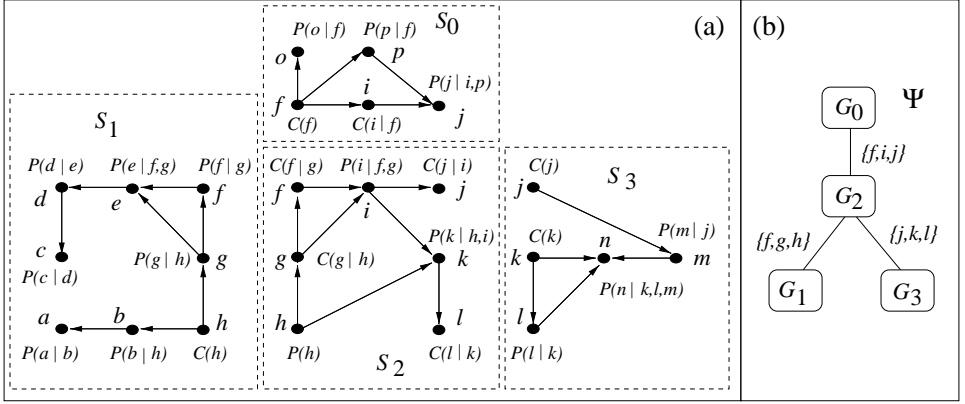 (a)
S0
P(o | f)
P(p | f)
o
p
P(j | i,p)
f
i
j
C(f)
C(i | f)
S1
P(d | e)
P(e | f,g)
P(f | g)
d
e
f
c
P(c | d)
P(g | h)
g
a
b
h
P(a | b)
P(b | h)
C(h)
C(f | g)
P(i | f,g)
C(j | i)
f
i
j
P(k | h,i)
g
C(g | h)
k
h
l
P(h)
C(l | k)
S2
C(j)
S3
j
P(m | j)
C(k)
n
k
m
P(n | k,l,m)
l
P(l | k)
(b)
Ψ
G0
{f,i,j}
G2
{f,g,h}
{j,k,l}
G1
G3